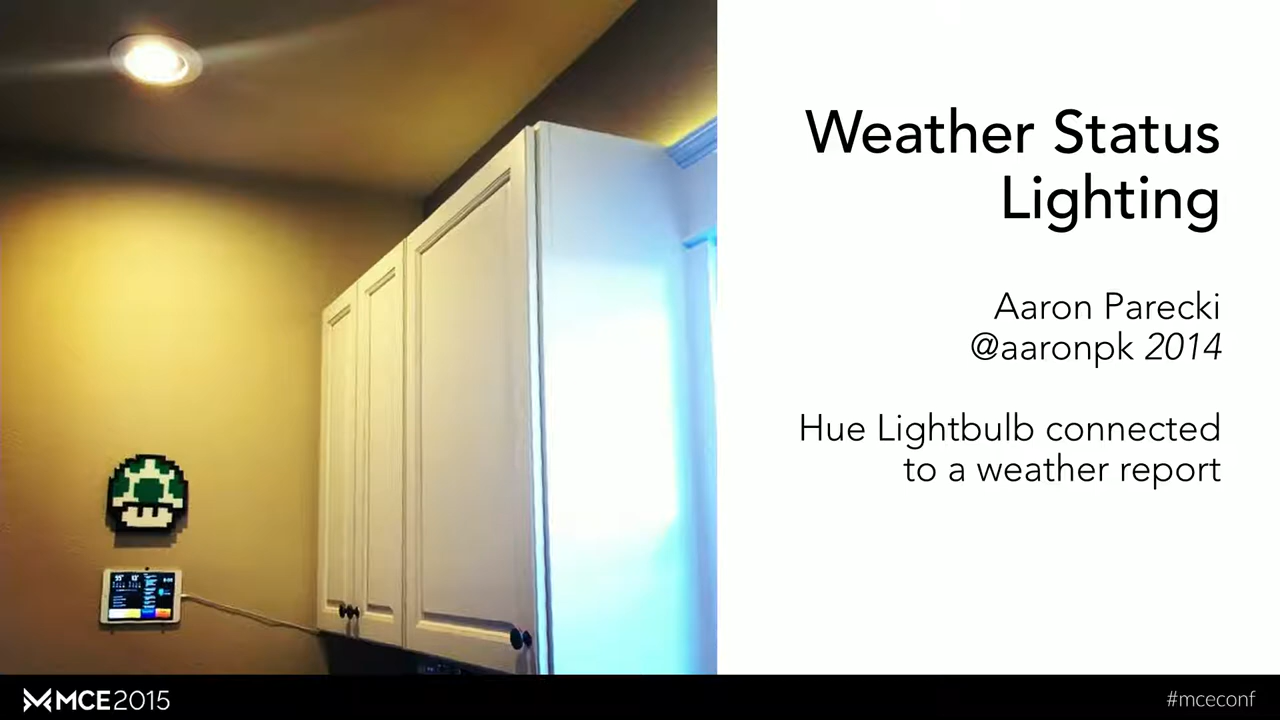 Weather Status
Lighting
Aaron Parecki
@aaronpk 2014
Hue Lightbulb connected
to a weather report
MCE2015
#mceconf